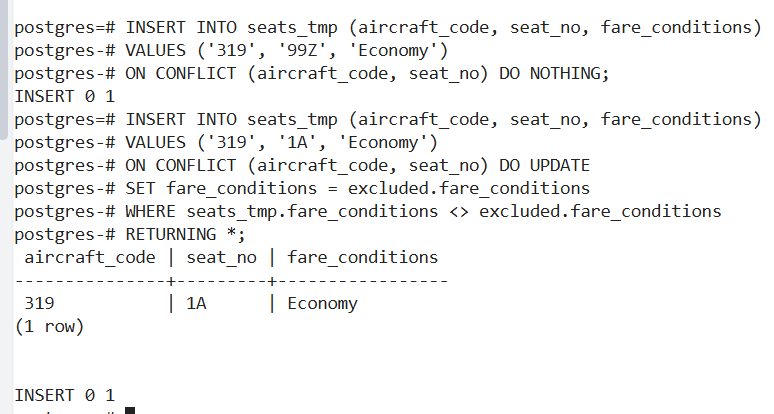 postgres=# INSERT INTO seats_tmp (aircraft_code, seat_no, fare_conditions)
postgres-# VALUES ('319', '99Z', 'Economy')
postgres-# ON CONFLICT (aircraft_code, seat_no) DO NOTHING;
INSERT 0 1
postgres=# INSERT INTO seats_tmp (aircraft_code, seat_no, fare_conditions)
postgres-# VALUES ('319', '1A', 'Economy')
postgres-# ON CONFLICT (aircraft_code, seat_no) DO UPDATE
postgres-# SET fare_conditions = excluded.fare_conditions
postgres-# WHERE seats_tmp.fare_conditions <> excluded.fare_conditions
postgres-# RETURNING *;
 aircraft_code | seat_no | fare_conditions
---------------+---------+-----------------
 319           | 1A      | Economy
(1 row)
INSERT 0 1